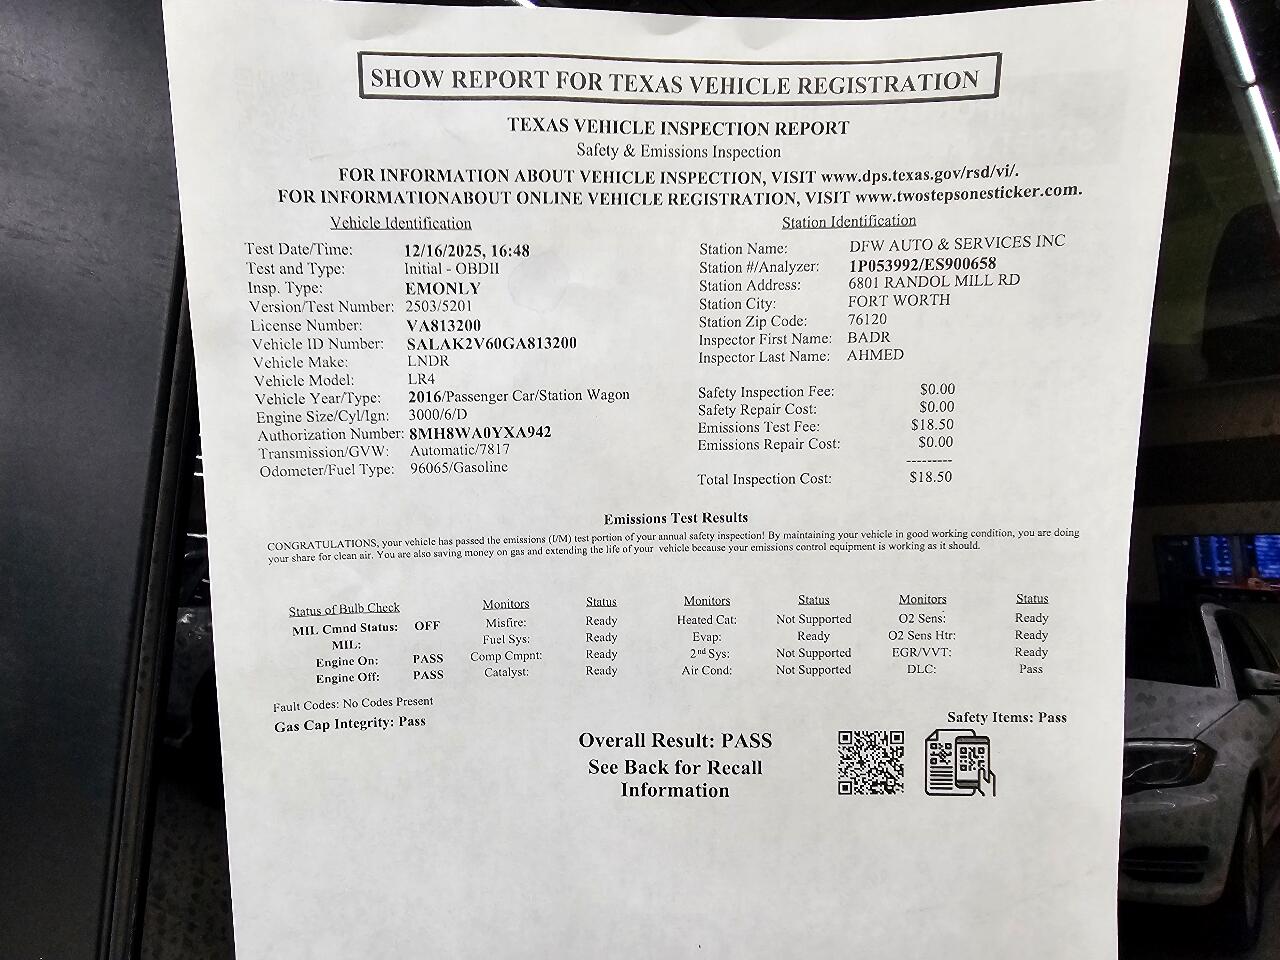 SHOW REPORT FOR TEXAS VEHICLE REGISTRATION
TEXAS VEHICLE INSPECTION REPORT
Safety & Emissions Inspection
FOR INFORMATION ABOUT VEHICLE INSPECTION, VISIT www.dps.texas.gov/rsd/vi/.
FOR INFORMATIONABOUT ONLINE VEHICLE REGISTRATION, VISIT www.twostepsonesticker.com.
Vehicle Identification
Test Date/Time: 12/16/2025, 16:48
Test and Type: Initial - OBDII
Insp. Type: EMONLY
Version/Test Number: 2503/5201
License Number: VA813200
Vehicle ID Number: SALAK2V60GA813200
Vehicle Make: LNDR
Vehicle Model: LR4
Vehicle Year/Type: 2016/Passenger Car/Station Wagon
Engine Size/Cyl/Ign: 3000/6/D
Authorization Number: 8MH8WA0YXA942
Transmission/GVW: Automatic/7817
Odometer/Fuel Type: 96065/Gasoline
Station Identification
Station Name: DFW AUTO & SERVICES INC
Station #/Analyzer: 1P053992/ES900658
Station Address: 6801 RANDOL MILL RD
Station City: FORT WORTH
Station Zip Code: 76120
Inspector First Name: BADR
Inspector Last Name: AHMED
Safety Inspection Fee: $0.00
Safety Repair Cost: $0.00
Emissions Test Fee: $18.50
Emissions Repair Cost: $0.00
---------
Total Inspection Cost: $18.50
Emissions Test Results
CONGRATULATIONS, your vehicle has passed the emissions (I/M) test portion of your annual safety inspection! By maintaining your vehicle in good working condition, you are doing
your share for clean air. You are also saving money on gas and extending the life of your vehicle because your emissions control equipment is working as it should.
Status of Bulb Check Monitors Status Monitors Status Monitors Status
MIL Cmnd Status: OFF Misfire: Ready Heated Cat: Not Supported O2 Sens: Ready
MIL: Fuel Sys: Ready Evap: Ready O2 Sens Htr: Ready
Engine On: PASS Comp Cmpnt: Ready 2nd Sys: Not Supported EGR/VVT: Ready
Engine Off: PASS Catalyst: Ready Air Cond: Not Supported DLC: Pass
Fault Codes: No Codes Present
Gas Cap Integrity: Pass
Safety Items: Pass
Overall Result: PASS
See Back for Recall
Information